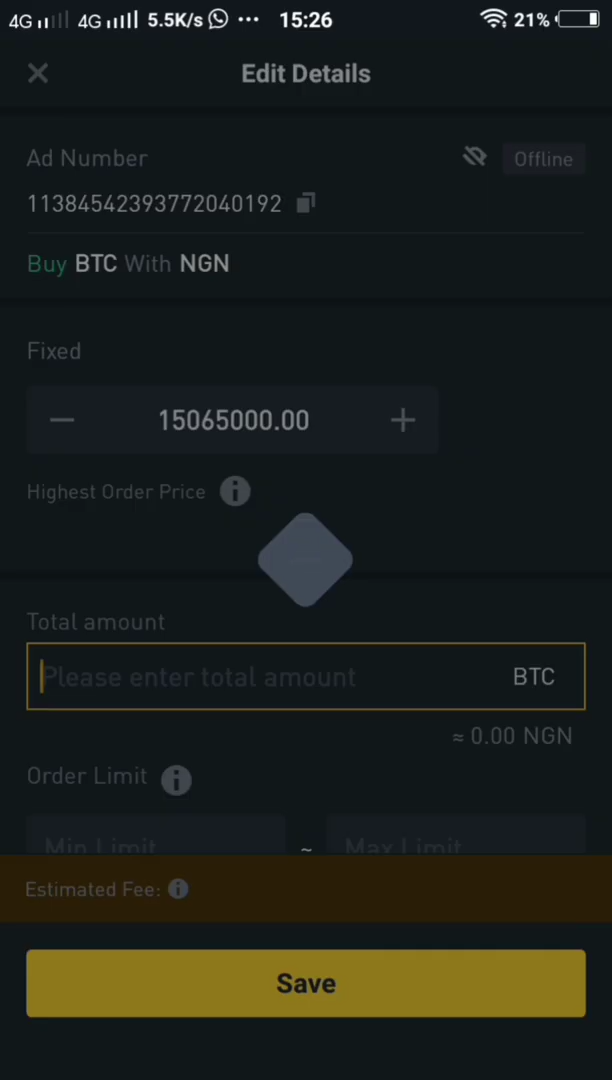 4G 4G 5.5K/s ... 15:26 21%
Edit Details
Ad Number
Offline
11384542393772040192
Buy BTC With NGN
Fixed
15065000.00
Highest Order Price
Total amount
Please enter total amount BTC
≈ 0.00 NGN
Order Limit
Min Limit ~ Max Limit
Estimated Fee:
Save